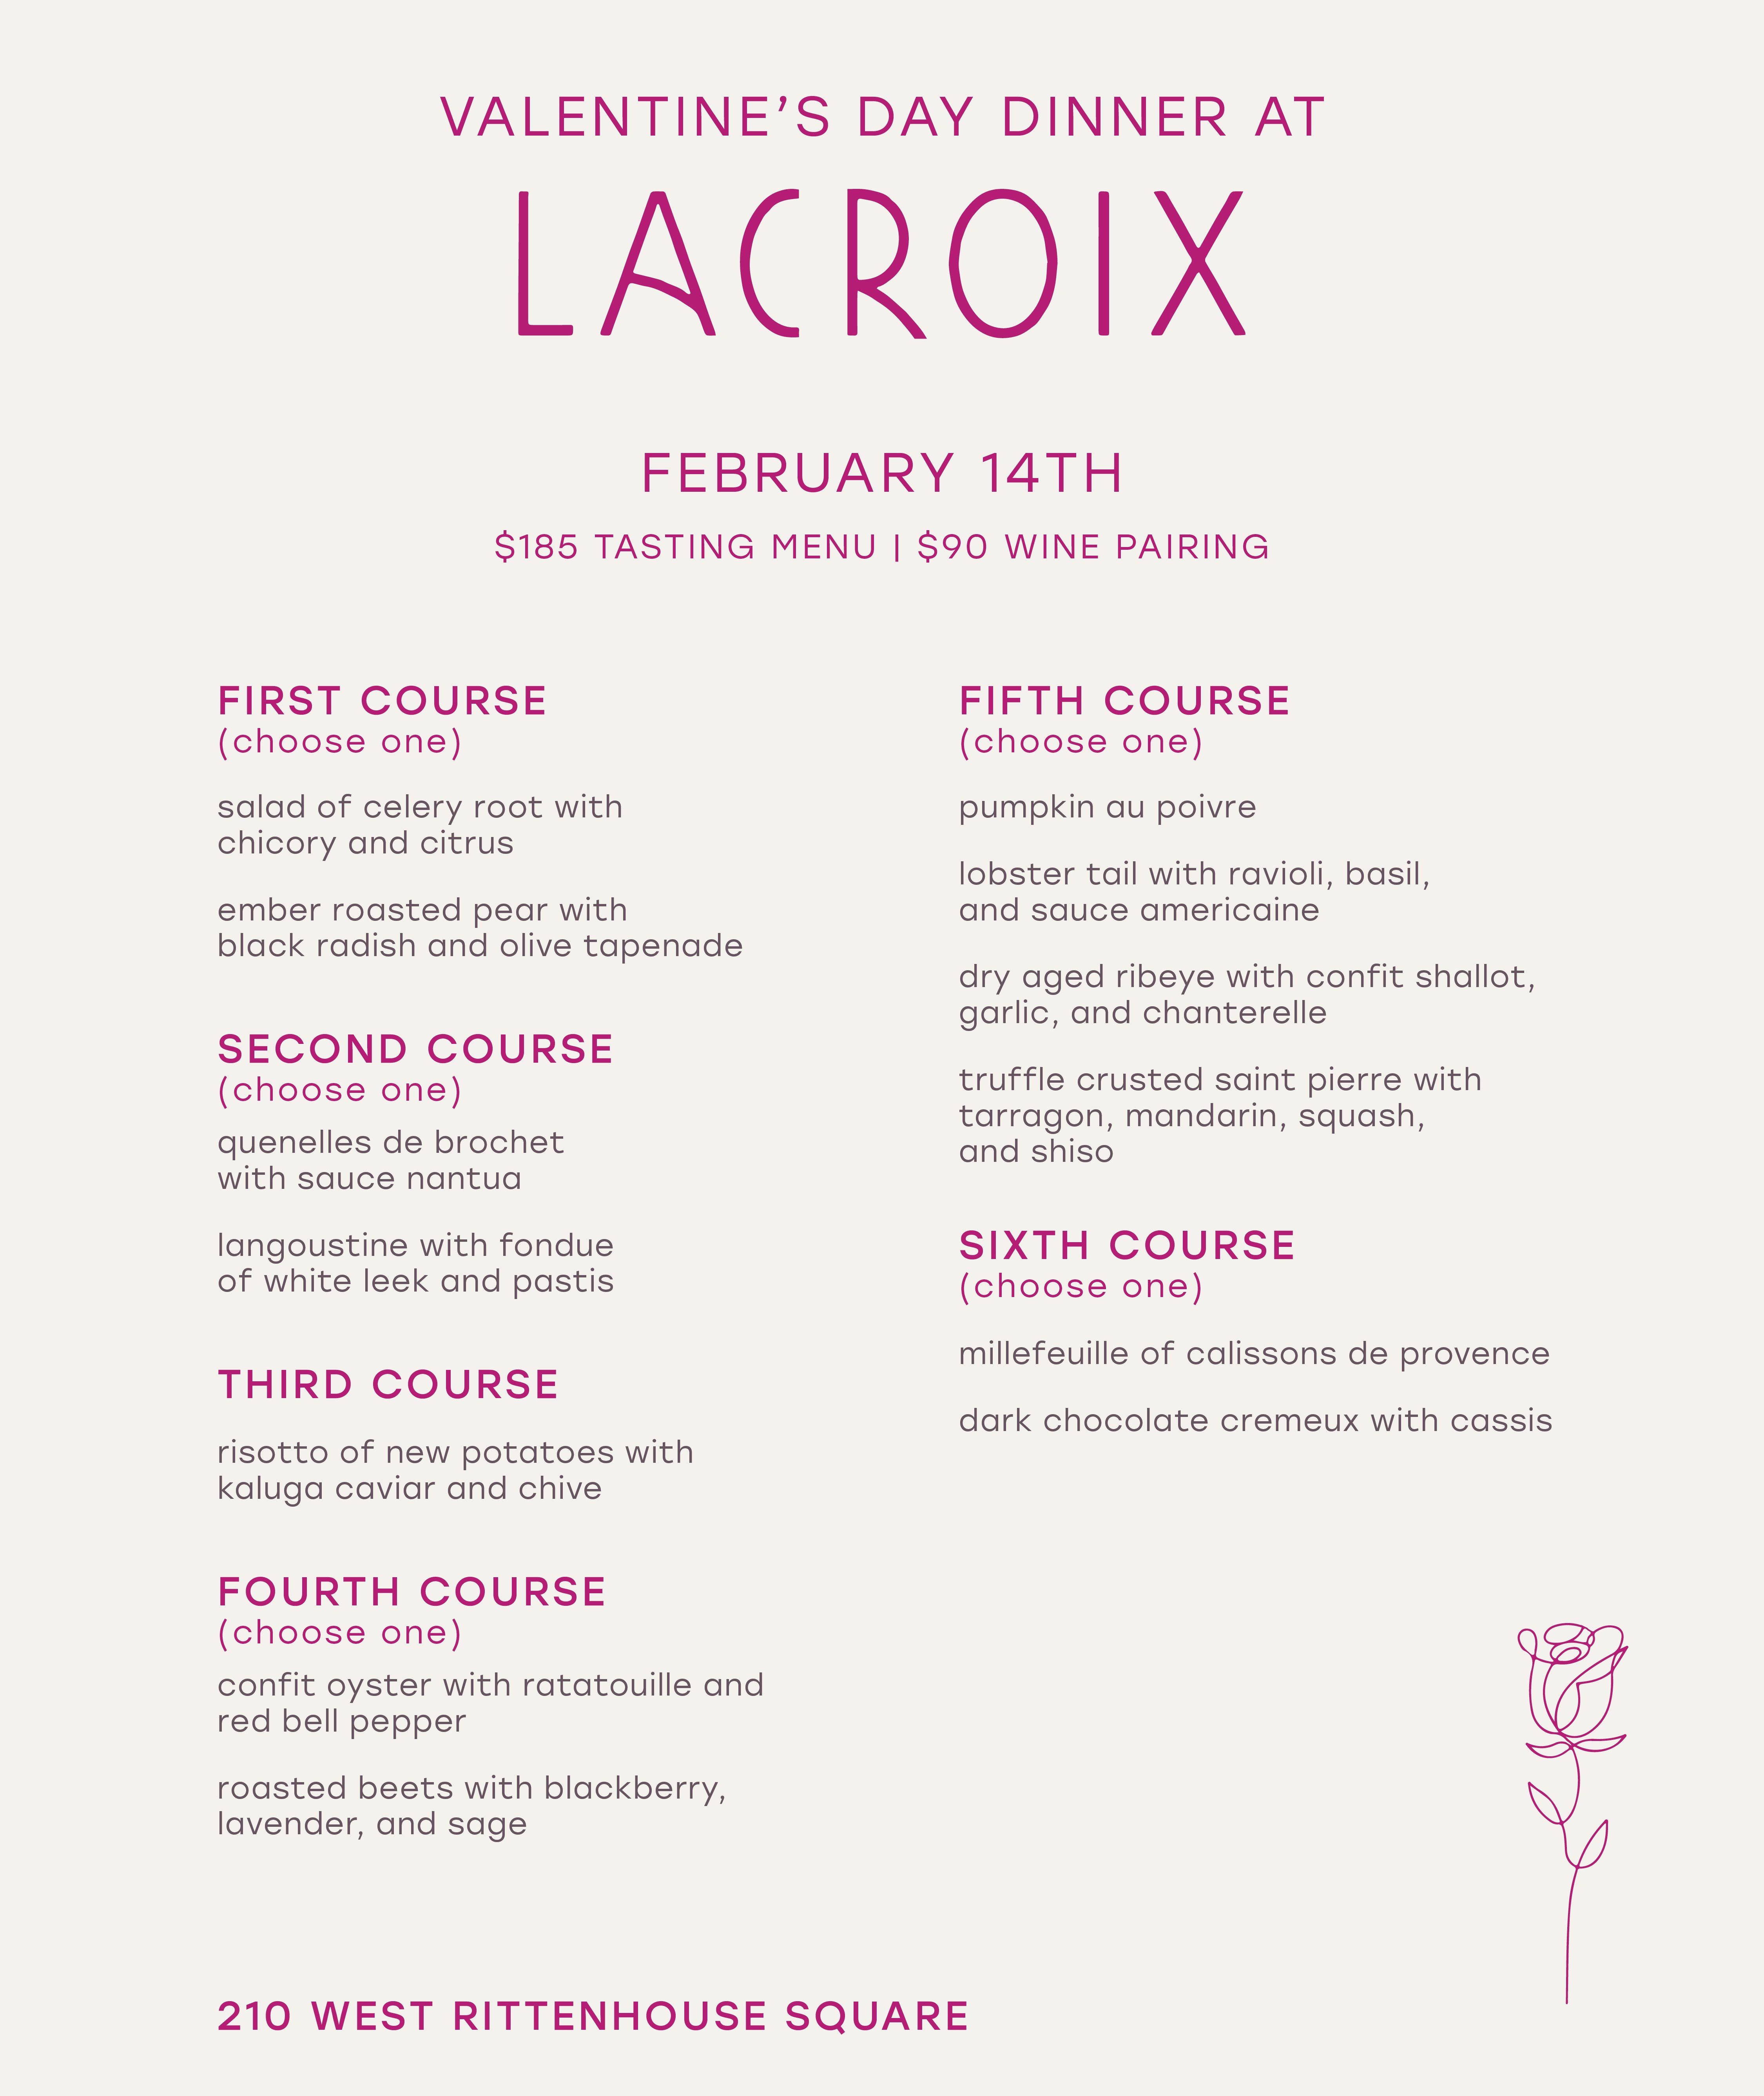 VALENTINE’S DAY DINNER AT
LACROIX
FEBRUARY 14TH
$185 TASTING MENU | $90 WINE PAIRING
FIRST COURSE
(choose one)
salad of celery root with
chicory and citrus
ember roasted pear with
black radish and olive tapenade
SECOND COURSE
(choose one)
quenelles de brochet
with sauce nantua
langoustine with fondue
of white leek and pastis
THIRD COURSE
risotto of new potatoes with
kaluga caviar and chive
FOURTH COURSE
(choose one)
confit oyster with ratatouille and
red bell pepper
roasted beets with blackberry,
lavender, and sage
FIFTH COURSE
(choose one)
pumpkin au poivre
lobster tail with ravioli, basil,
and sauce americaine
dry aged ribeye with confit shallot,
garlic, and chanterelle
truffle crusted saint pierre with
tarragon, mandarin, squash,
and shiso
SIXTH COURSE
(choose one)
millefeuille of calissons de provence
dark chocolate cremeux with cassis
210 WEST RITTENHOUSE SQUARE